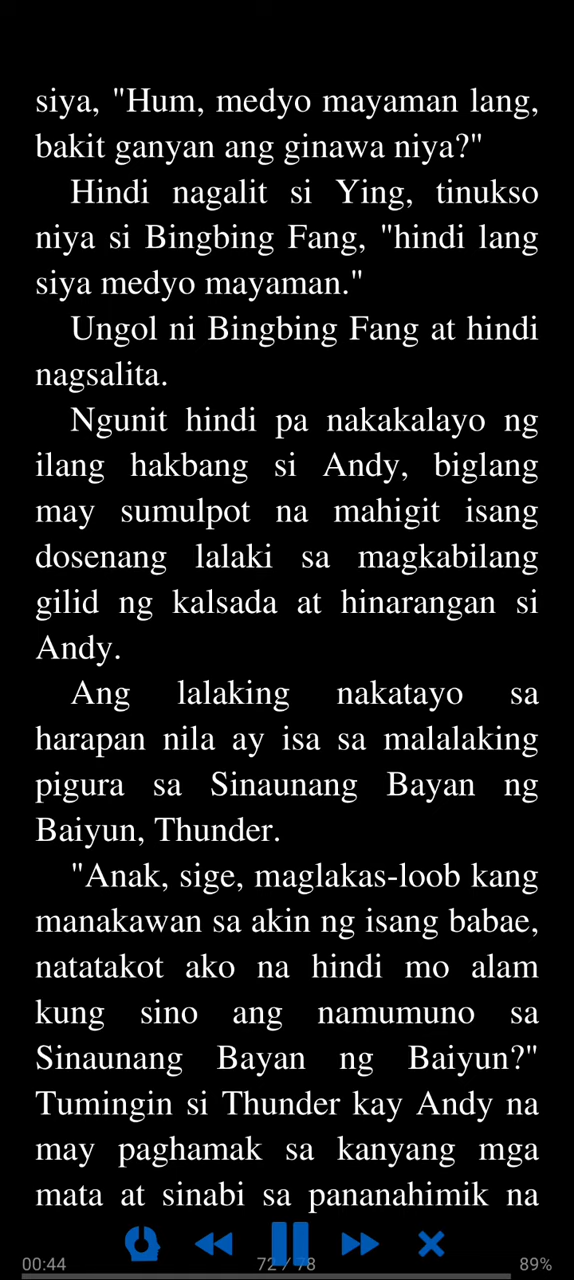 siya, "Hum, medyo mayaman lang,
bakit ganyan ang ginawa niya?"
Hindi nagalit si Ying, tinukso
niya si Bingbing Fang, "hindi lang
siya medyo mayaman."
Ungol ni Bingbing Fang at hindi
nagsalita.
Ngunit hindi pa nakakalayo ng
ilang hakbang si Andy, biglang
may sumulpot na mahigit isang
dosenang lalaki sa magkabilang
gilid ng kalsada at hinarangan si
Andy.
Ang lalaking nakatayo sa
harapan nila ay isa sa malalaking
pigura sa Sinaunang Bayan ng
Baiyun, Thunder.
"Anak, sige, maglakas-loob kang
manakawan sa akin ng isang babae,
natatakot ako na hindi mo alam
kung sino ang namumuno sa
Sinaunang Bayan ng Baiyun?"
Tumingin si Thunder kay Andy na
may paghamak sa kanyang mga
mata at sinabi sa pananahimik na
00:44 72 / 78 89%